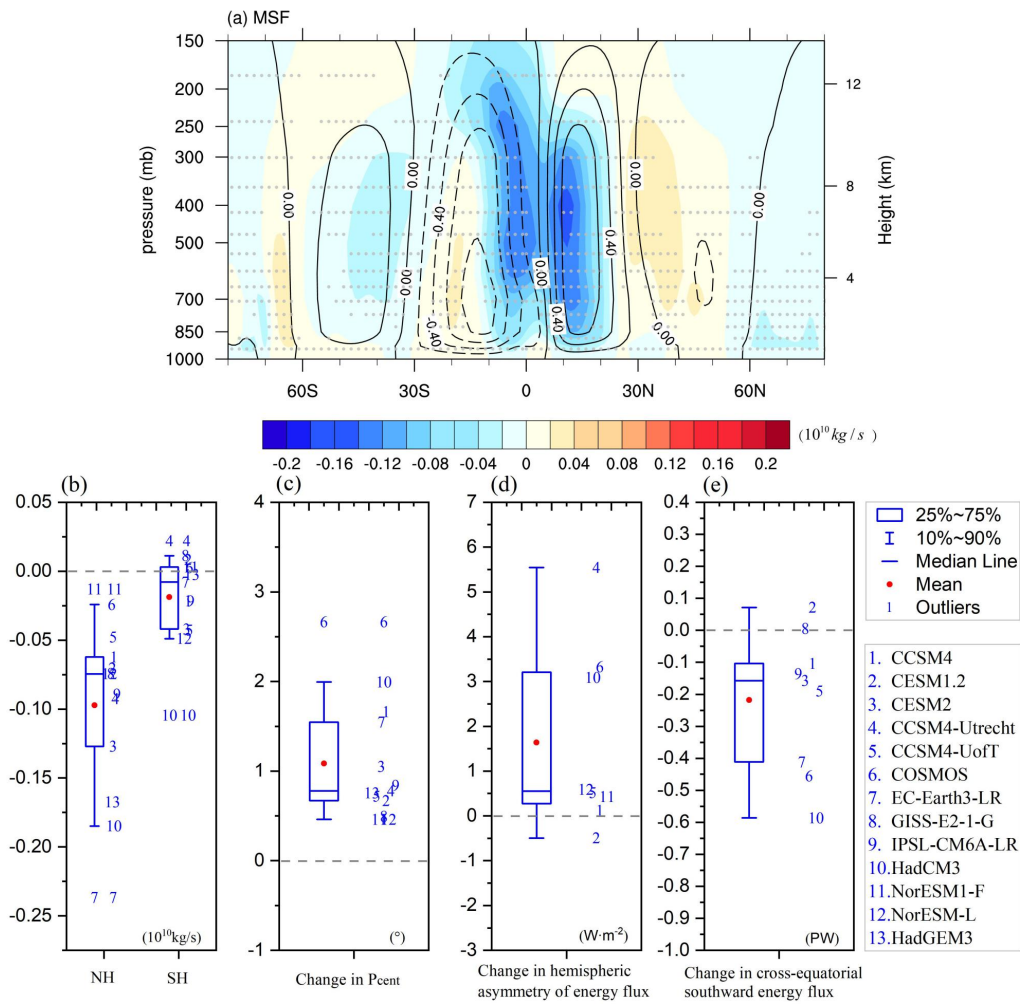 (a) MSF
150
200
250
300
400
500
700
850
1000
pressure (mb)
12
8
4
Height (km)
0.00
0.00
0.00
0.00
-0.40
-0.40
0.00
0.40
0.40
0.00
0.00
0.00
60S 30S 0 30N 60N
(10¹⁰ kg / s)
-0.2 -0.16 -0.12 -0.08 -0.04 0 0.04 0.08 0.12 0.16 0.2
(b)
0.05
0.00
-0.05
-0.10
-0.15
-0.20
-0.25
(10¹⁰kg/s)
NH SH
(c)
4
3
2
1
0
-1
(°)
Change in Pcent
(d)
7
6
5
4
3
2
1
0
-1
-2
-3
(W·m⁻²)
Change in hemispheric
asymmetry of energy flux
(e)
0.4
0.3
0.2
0.1
0.0
-0.1
-0.2
-0.3
-0.4
-0.5
-0.6
-0.7
-0.8
-0.9
-1.0
(PW)
Change in cross-equatorial
southward energy flux
25%~75%
10%~90%
Median Line
Mean
1 Outliers
1. CCSM4
2. CESM1.2
3. CESM2
4. CCSM4-Utrecht
5. CCSM4-UofT
6. COSMOS
7. EC-Earth3-LR
8. GISS-E2-1-G
9. IPSL-CM6A-LR
10.HadCM3
11.NorESM1-F
12.NorESM-L
13.HadGEM3